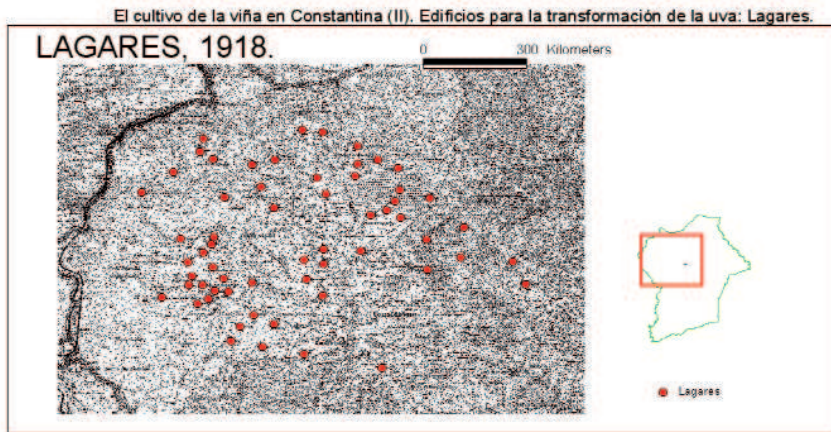 El cultivo de la viña en Constantina (II). Edificios para la transformación de la uva: Lagares.
LAGARES, 1918.
0 300 Kilometers
Lagares